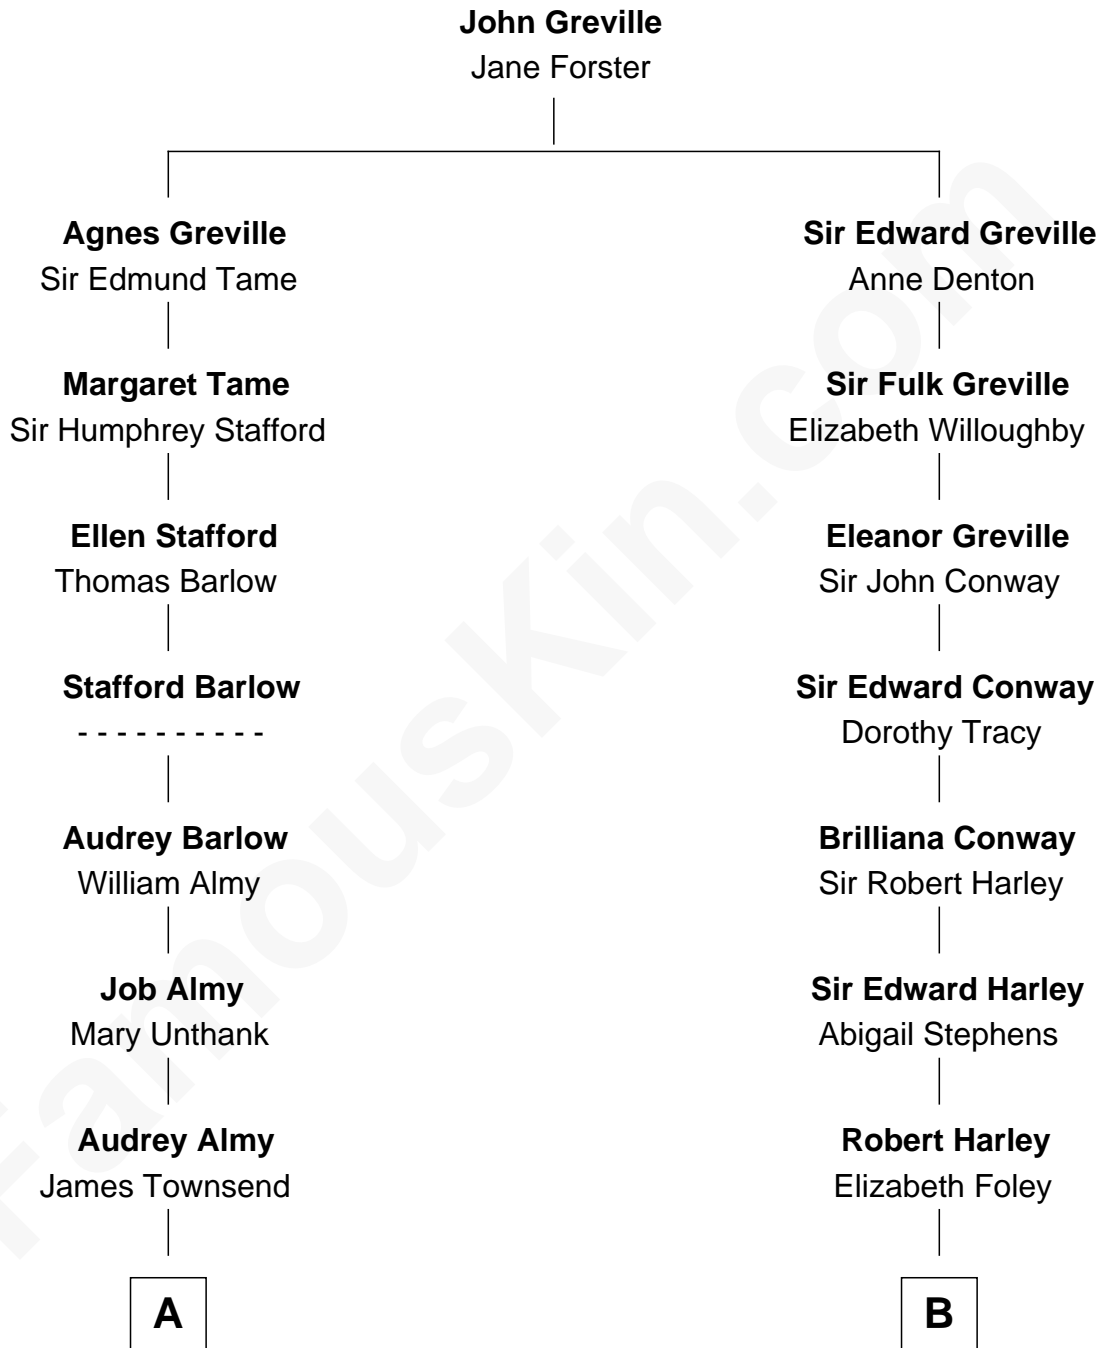 John Greville
Jane Forster
Agnes Greville
Sir Edmund Tame
Sir Edward Greville
Anne Denton
Margaret Tame
Sir Humphrey Stafford
Sir Fulk Greville
Elizabeth Willoughby
Ellen Stafford
Thomas Barlow
Eleanor Greville
Sir John Conway
Stafford Barlow
- - - - - - - - - -
Sir Edward Conway
Dorothy Tracy
Audrey Barlow
William Almy
Brilliana Conway
Sir Robert Harley
Job Almy
Mary Unthank
Sir Edward Harley
Abigail Stephens
Audrey Almy
James Townsend
Robert Harley
Elizabeth Foley
A
B
FamousKin.com